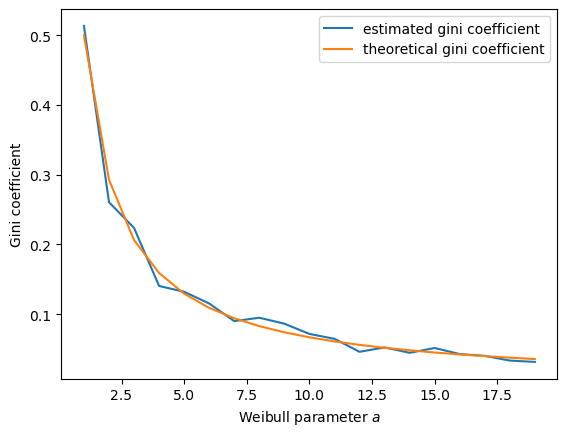 estimated gini coefficient
theoretical gini coefficient
0.5
0.4
0.3
0.2
0.1
Gini coefficient
2.5 5.0 7.5 10.0 12.5 15.0 17.5
Weibull parameter a